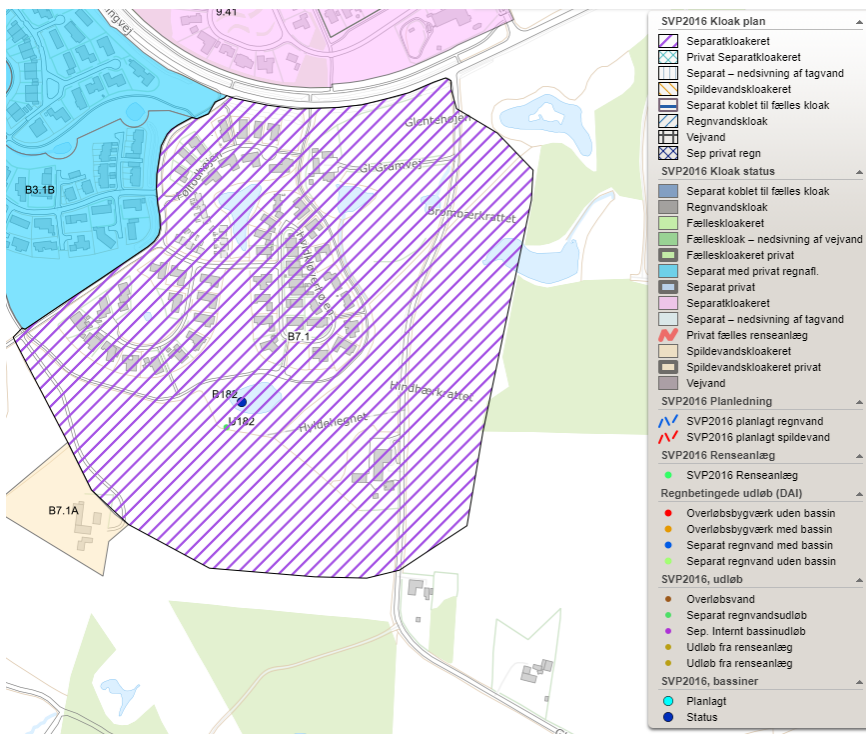 9.41
ningvej
Glentehøjen
Gl Gramvej
Brombærkrattet
Hyldkløverhøjen
B3.1B
B7.1
Hindbærkrattet
B182
U182
Hyldehegnet
B7.1A
SVP2016 Kloak plan
Separatkloakeret
Privat Separatkloakeret
Separat – nedsivning af tagvand
Spildevandskloakeret
Separat koblet til fælles kloak
Regnvandskloak
Vejvand
Sep privat regn
SVP2016 Kloak status
Separat koblet til fælles kloak
Regnvandskloak
Fælleskloakeret
Fælleskloak – nedsivning af vejvand
Fælleskloakeret privat
Separat med privat regnafl.
Separat privat
Separatkloakeret
Separat – nedsivning af tagvand
Privat fælles renseanlæg
Spildevandskloakeret
Spildevandskloakeret privat
Vejvand
SVP2016 Planledning
SVP2016 planlagt regnvand
SVP2016 planlagt spildevand
SVP2016 Renseanlæg
SVP2016 Renseanlæg
Regnbetingede udløb (DAI)
Overløbsbygværk uden bassin
Overløbsbygværk med bassin
Separat regnvand med bassin
Separat regnvand uden bassin
SVP2016, udløb
Overløbsvand
Separat regnvandsudløb
Sep. Internt bassinudløb
Udløb fra renseanlæg
Udløb fra renseanlæg
SVP2016, bassiner
Planlagt
Status